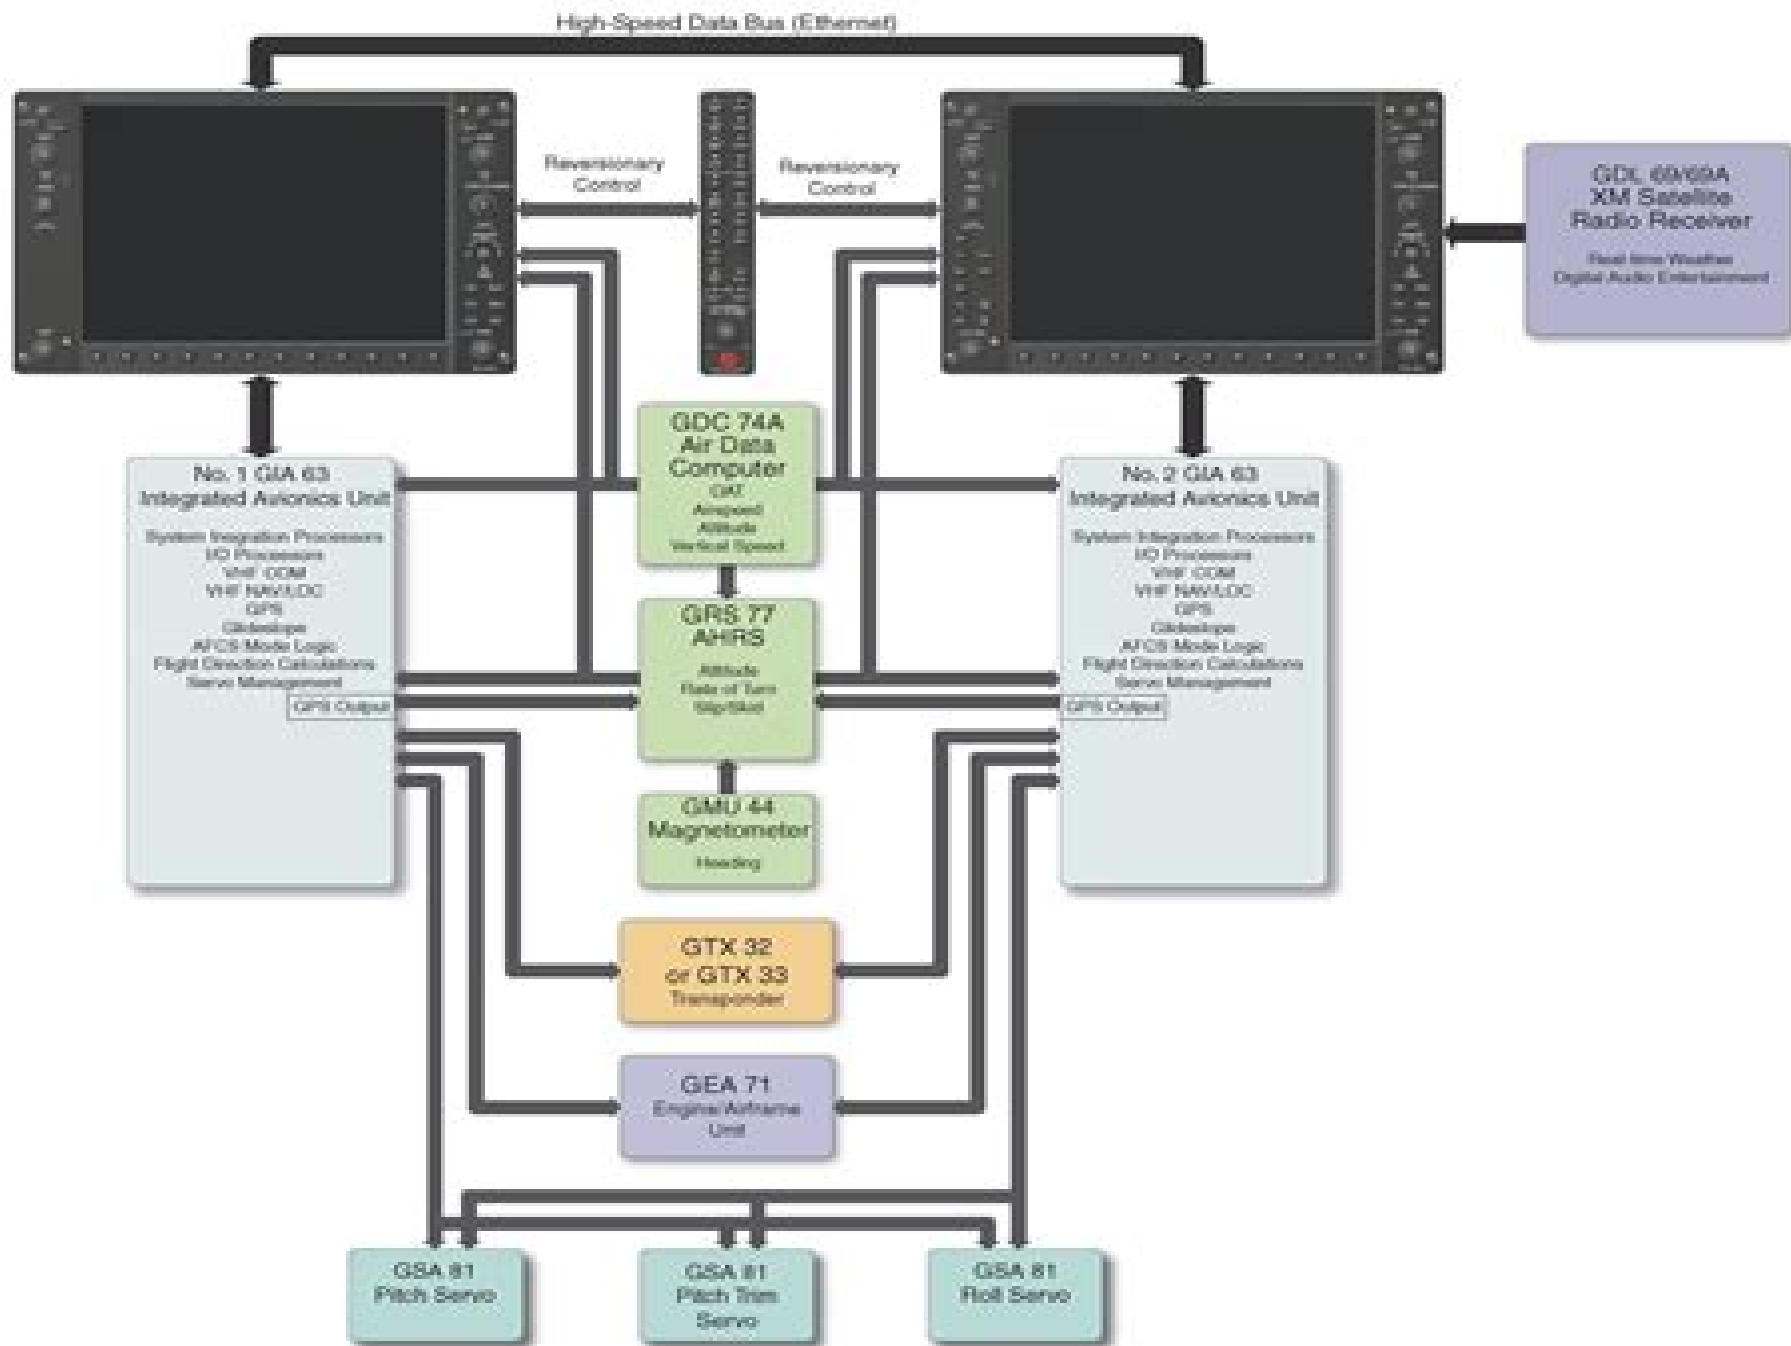 High-Speed Data Bus (Ethernet)
Reversionary
Control
Reversionary
Control
GDL 69/69A
XM Satellite
Radio Receiver
Real-time Weather
Digital Audio Entertainment
No. 1 GIA 63
Integrated Avionics Unit
System Inegration Processors
I/O Processors
VHF COM
VHF NAV/LOC
GPS
Glideslope
AFCS Mode Logic
Flight Direction Calculations
Servo Management
GPS Output
GDC 74A
Air Data
Computer
OAT
Airspeed
Altitude
Vertical Speed
GRS 77
AHRS
Attitude
Rate of Turn
Slip/Skid
GMU 44
Magnetometer
Heading
No. 2 GIA 63
Integrated Avionics Unit
System Integration Processors
I/O Processors
VHF COM
VHF NAV/LOC
GPS
Glideslope
AFCS Mode Logic
Flight Direction Calculations
Servo Management
GPS Output
GTX 32
or GTX 33
Transponder
GEA 71
Engine/Airframe
Unit
GSA 81
Pitch Servo
GSA 81
Pitch Trim
Servo
GSA 81
Roll Servo